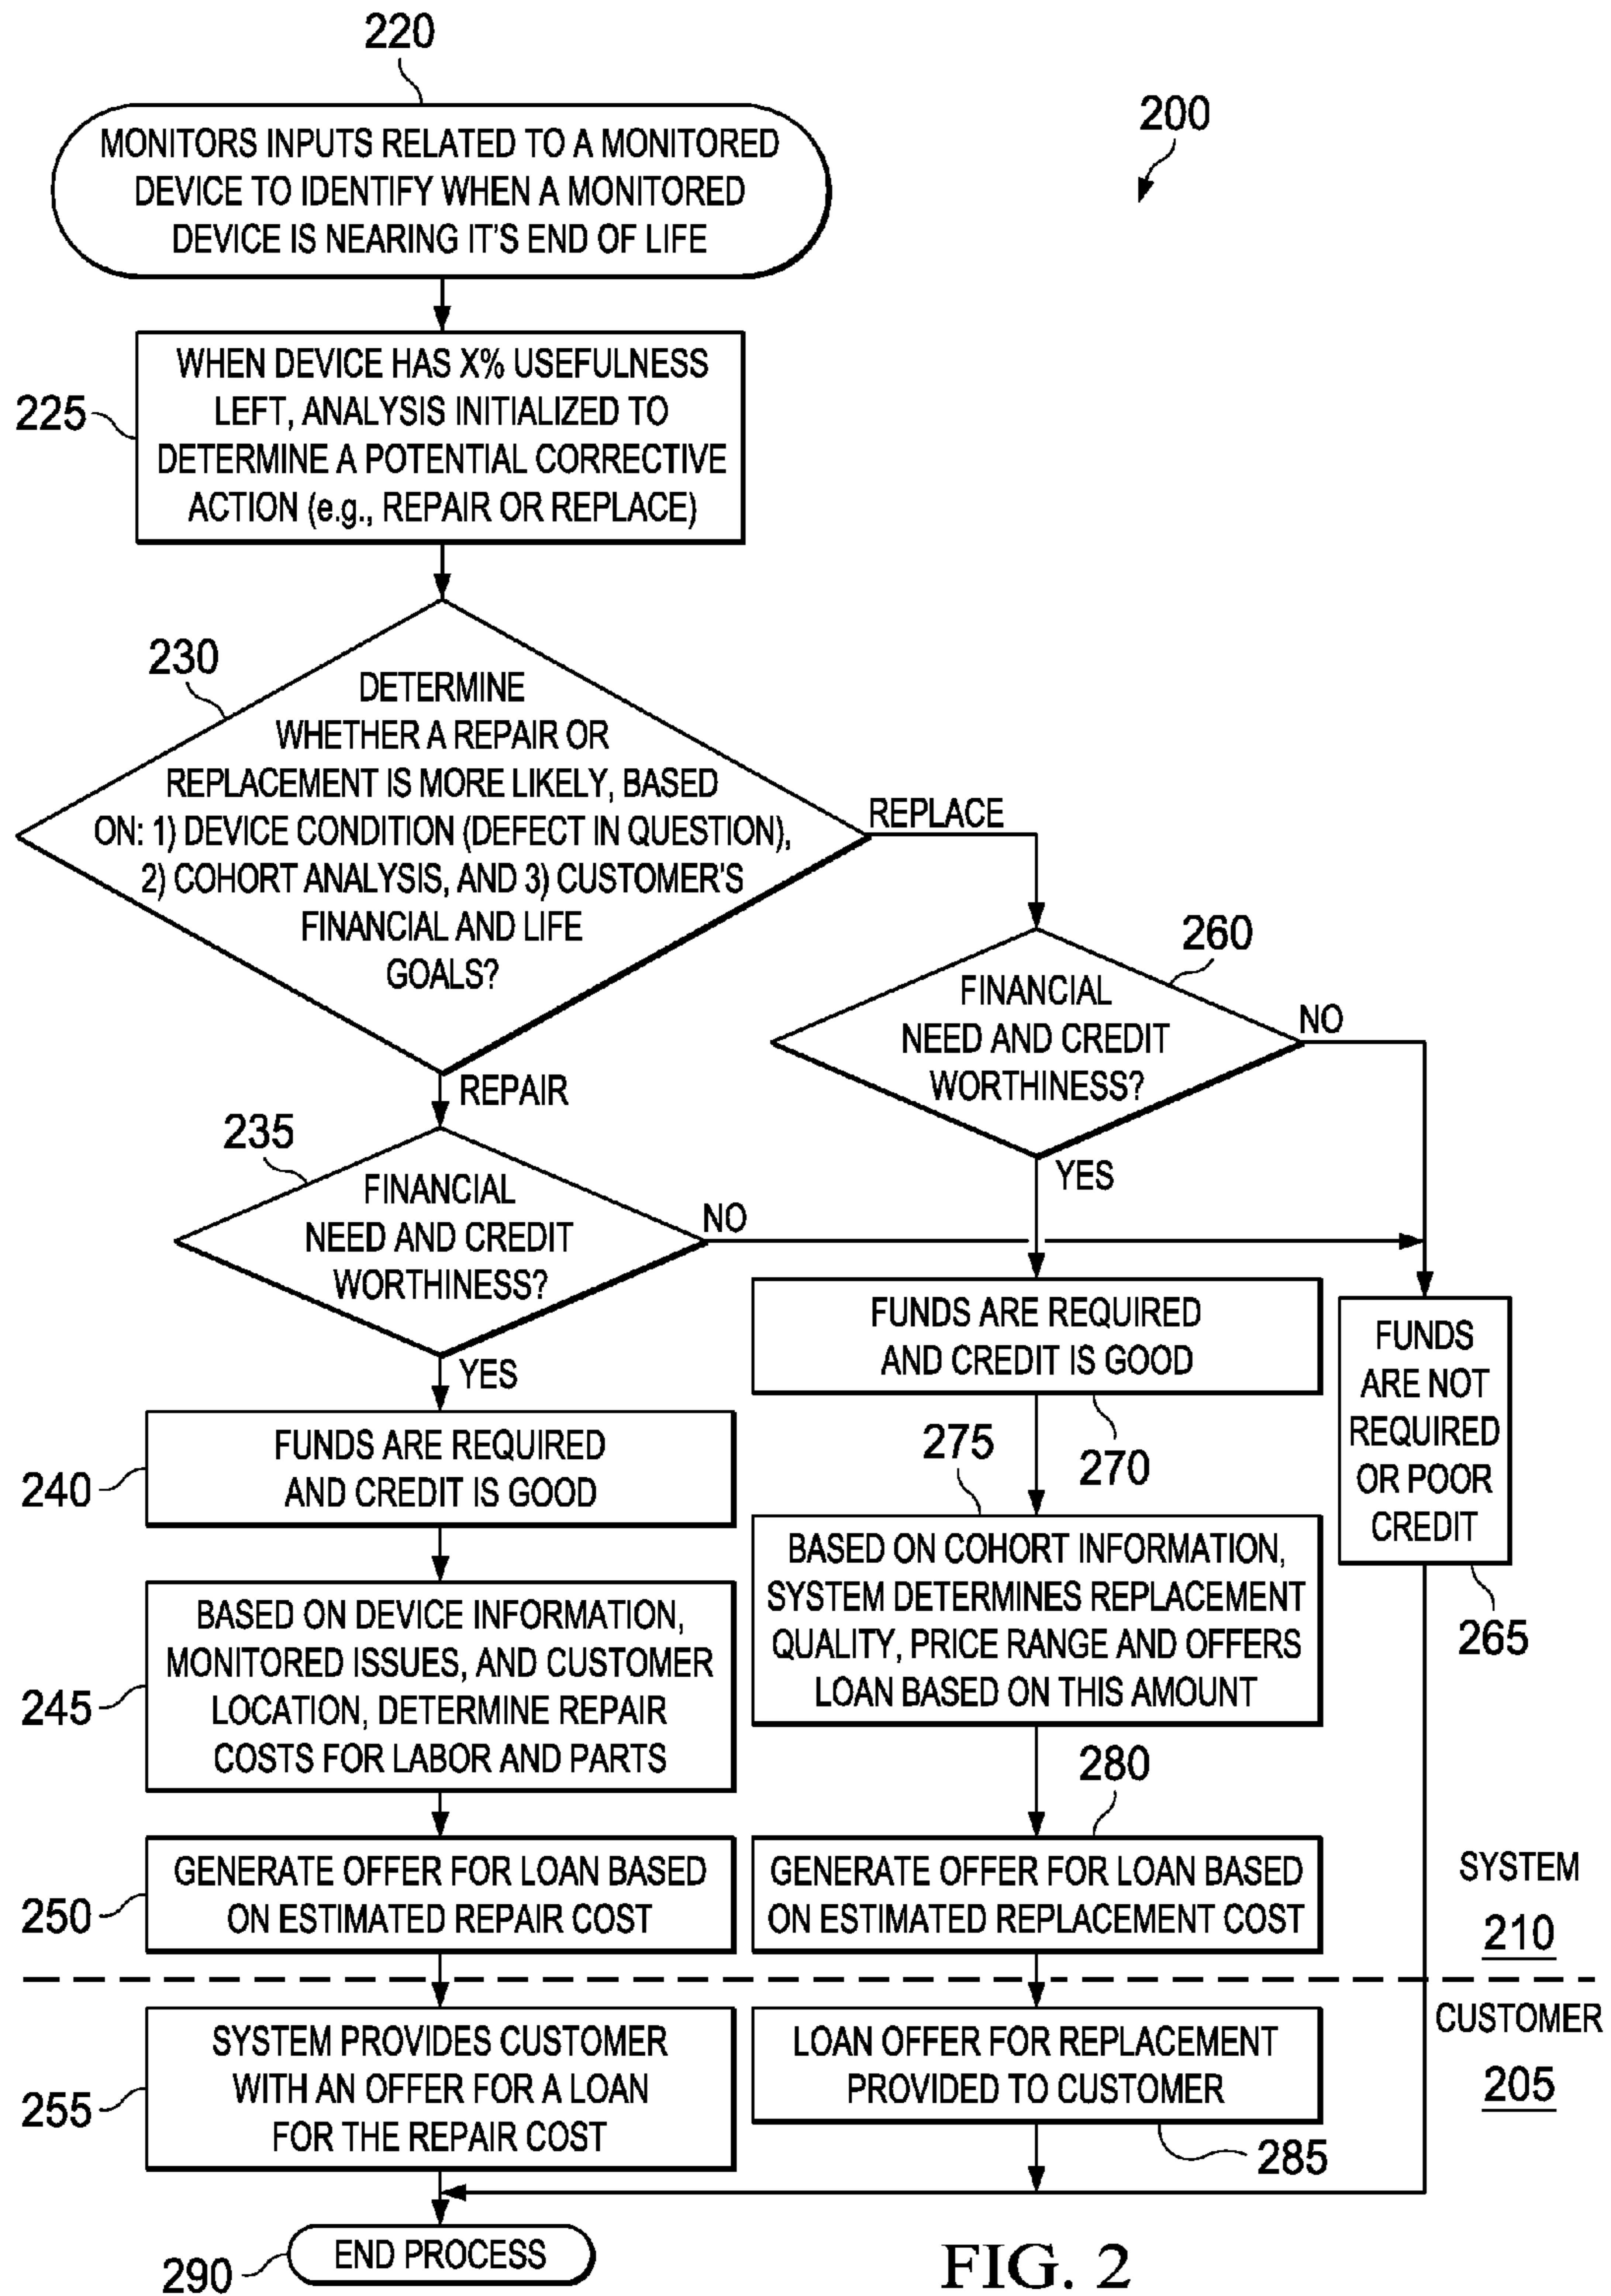 220
200
MONITORS INPUTS RELATED TO A MONITORED
DEVICE TO IDENTIFY WHEN A MONITORED
DEVICE IS NEARING IT'S END OF LIFE
225
WHEN DEVICE HAS X% USEFULNESS
LEFT, ANALYSIS INITIALIZED TO
DETERMINE A POTENTIAL CORRECTIVE
ACTION (e.g., REPAIR OR REPLACE)
230
DETERMINE
WHETHER A REPAIR OR
REPLACEMENT IS MORE LIKELY, BASED
ON: 1) DEVICE CONDITION (DEFECT IN QUESTION),
2) COHORT ANALYSIS, AND 3) CUSTOMER'S
FINANCIAL AND LIFE
GOALS?
REPLACE
REPAIR
260
FINANCIAL
NEED AND CREDIT
WORTHINESS?
NO
YES
235
FINANCIAL
NEED AND CREDIT
WORTHINESS?
NO
YES
FUNDS ARE REQUIRED
AND CREDIT IS GOOD
270
FUNDS
ARE NOT
REQUIRED
OR POOR
CREDIT
265
240
FUNDS ARE REQUIRED
AND CREDIT IS GOOD
275
BASED ON COHORT INFORMATION,
SYSTEM DETERMINES REPLACEMENT
QUALITY, PRICE RANGE AND OFFERS
LOAN BASED ON THIS AMOUNT
245
BASED ON DEVICE INFORMATION,
MONITORED ISSUES, AND CUSTOMER
LOCATION, DETERMINE REPAIR
COSTS FOR LABOR AND PARTS
280
250
GENERATE OFFER FOR LOAN BASED
ON ESTIMATED REPAIR COST
GENERATE OFFER FOR LOAN BASED
ON ESTIMATED REPLACEMENT COST
SYSTEM
210
CUSTOMER
205
255
SYSTEM PROVIDES CUSTOMER
WITH AN OFFER FOR A LOAN
FOR THE REPAIR COST
LOAN OFFER FOR REPLACEMENT
PROVIDED TO CUSTOMER
285
290
END PROCESS
FIG. 2